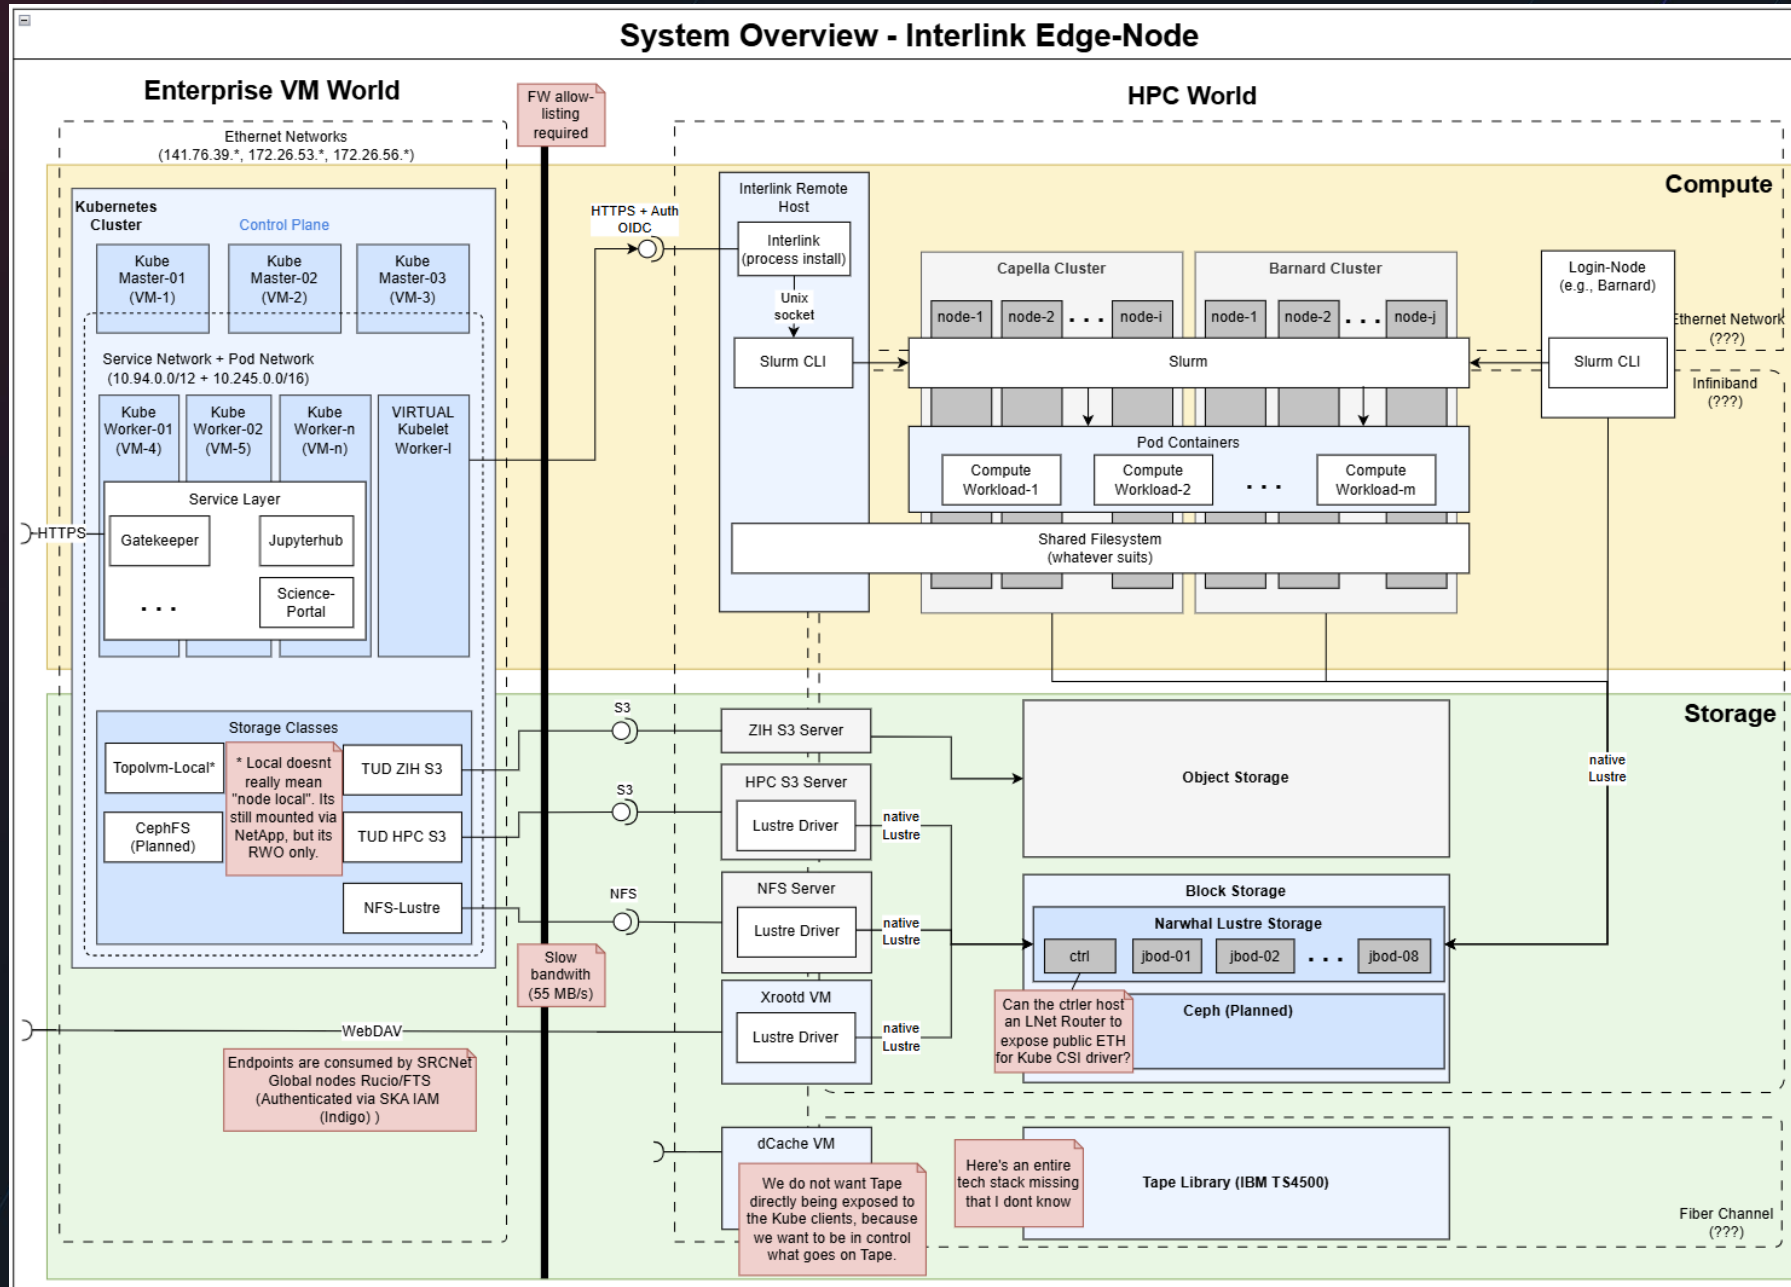 System Overview - Interlink Edge-Node
Enterprise VM World
FW allow-
listing
required
HPC World
Ethernet Networks
(141.76.39.*, 172.26.53.*, 172.26.56.*)
Compute
Kubernetes
Cluster
Control Plane
Kube
Master-01
(VM-1)
Kube
Master-02
(VM-2)
Kube
Master-03
(VM-3)
Service Network + Pod Network
(10.94.0.0/12 + 10.245.0.0/16)
Kube
Worker-01
(VM-4)
Kube
Worker-02
(VM-5)
Kube
Worker-n
(VM-n)
VIRTUAL
Kubelet
Worker-l
Service Layer
Gatekeeper
Jupyterhub
. . .
Science-
Portal
HTTPS
HTTPS + Auth
OIDC
Interlink Remote
Host
Interlink
(process install)
Unix
socket
Slurm CLI
Capella Cluster
node-1
node-2
. . .
node-i
Barnard Cluster
node-1
node-2
. . .
node-j
Slurm
Login-Node
(e.g., Barnard)
Slurm CLI
Ethernet Network
(???)
Infiniband
(???)
Pod Containers
Compute
Workload-1
Compute
Workload-2
. . .
Compute
Workload-m
Shared Filesystem
(whatever suits)
Storage
Storage Classes
Topolvm-Local*
CephFS
(Planned)
* Local doesnt
really mean
"node local". Its
still mounted via
NetApp, but its
RWO only.
TUD ZIH S3
TUD HPC S3
NFS-Lustre
S3
S3
NFS
Slow
bandwith
(55 MB/s)
WebDAV
Endpoints are consumed by SRCNet
Global nodes Rucio/FTS
(Authenticated via SKA IAM
(Indigo) )
ZIH S3 Server
HPC S3 Server
Lustre Driver
native
Lustre
NFS Server
Lustre Driver
native
Lustre
Xrootd VM
Lustre Driver
native
Lustre
Object Storage
native
Lustre
Block Storage
Narwhal Lustre Storage
ctrl
jbod-01
jbod-02
. . .
jbod-08
Can the ctrler host
an LNet Router to
expose public ETH
for Kube CSI driver?
Ceph (Planned)
dCache VM
We do not want Tape
directly being exposed to
the Kube clients, because
we want to be in control
what goes on Tape.
Here's an entire
tech stack missing
that I dont know
Tape Library (IBM TS4500)
Fiber Channel
(???)